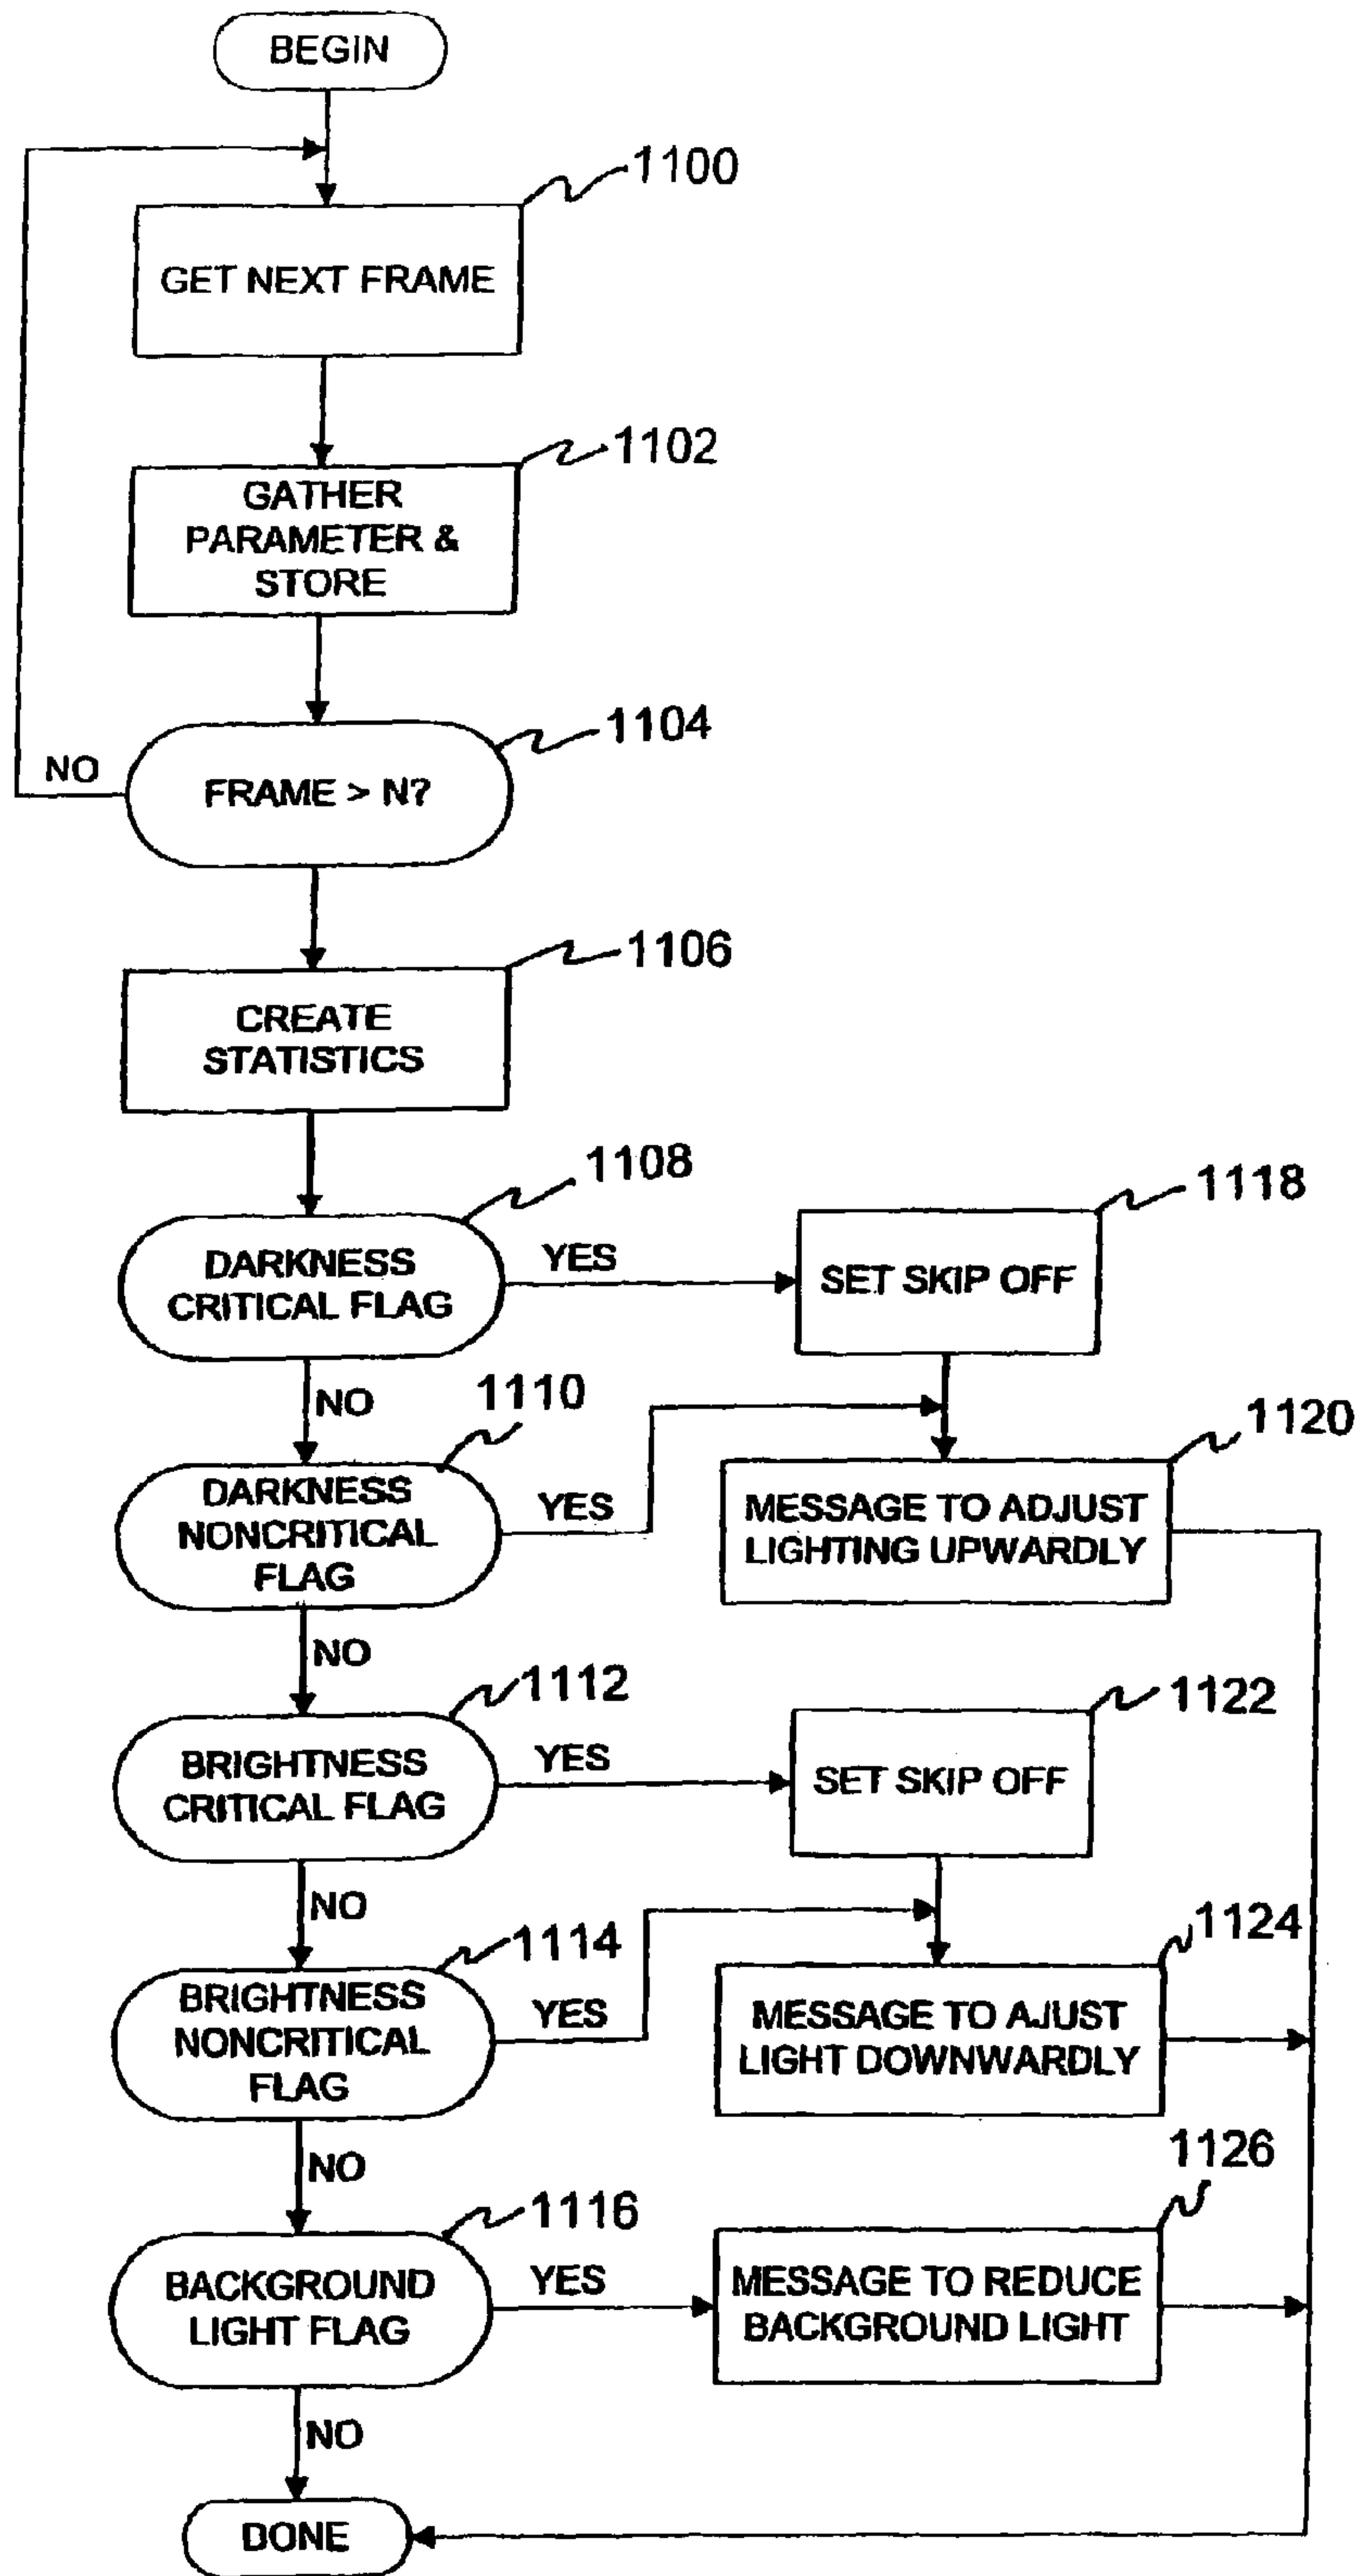 BEGIN
1100
GET NEXT FRAME
1102
GATHER
PARAMETER &
STORE
1104
NO
FRAME > N?
1106
CREATE
STATISTICS
1108
DARKNESS
CRITICAL FLAG
YES
1118
SET SKIP OFF
NO
1110
DARKNESS
NONCRITICAL
FLAG
YES
1120
MESSAGE TO ADJUST
LIGHTING UPWARDLY
NO
1112
BRIGHTNESS
CRITICAL FLAG
YES
1122
SET SKIP OFF
NO
1114
BRIGHTNESS
NONCRITICAL
FLAG
YES
1124
MESSAGE TO AJUST
LIGHT DOWNWARDLY
NO
1116
BACKGROUND
LIGHT FLAG
YES
1126
MESSAGE TO REDUCE
BACKGROUND LIGHT
NO
DONE